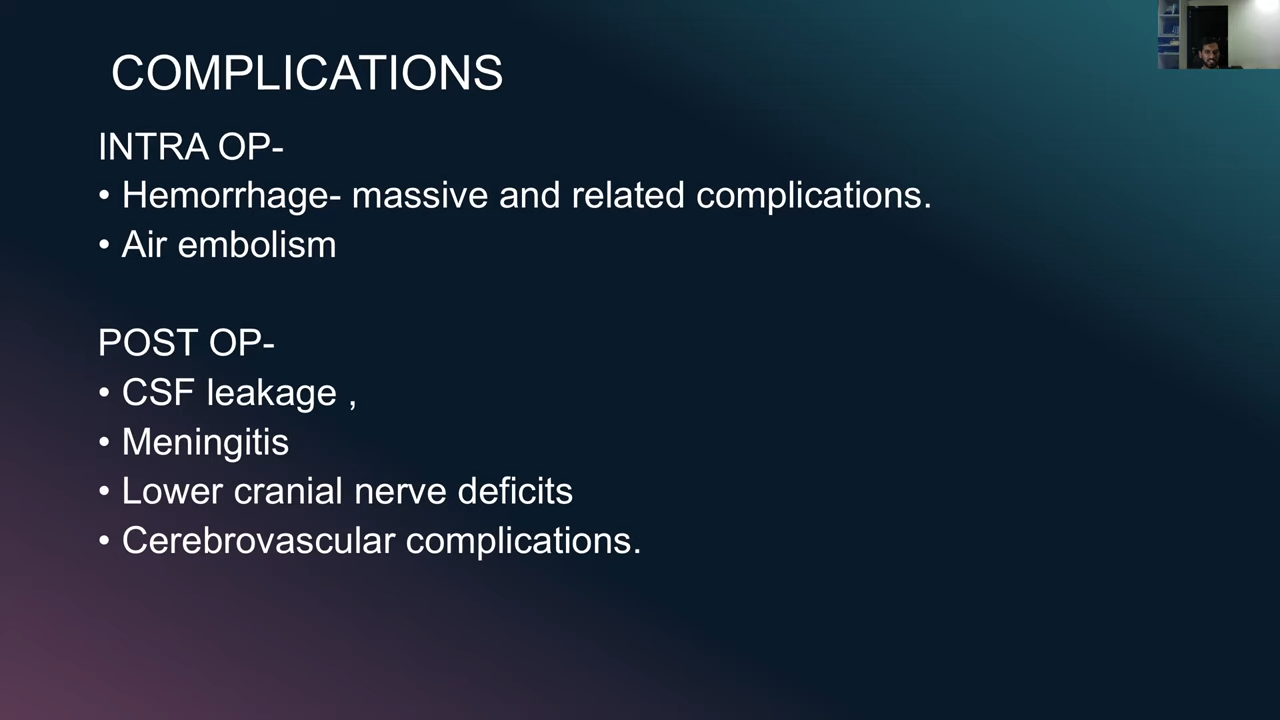 COMPLICATIONS
INTRA OP-
• Hemorrhage- massive and related complications.
• Air embolism
POST OP-
• CSF leakage ,
• Meningitis
• Lower cranial nerve deficits
• Cerebrovascular complications.